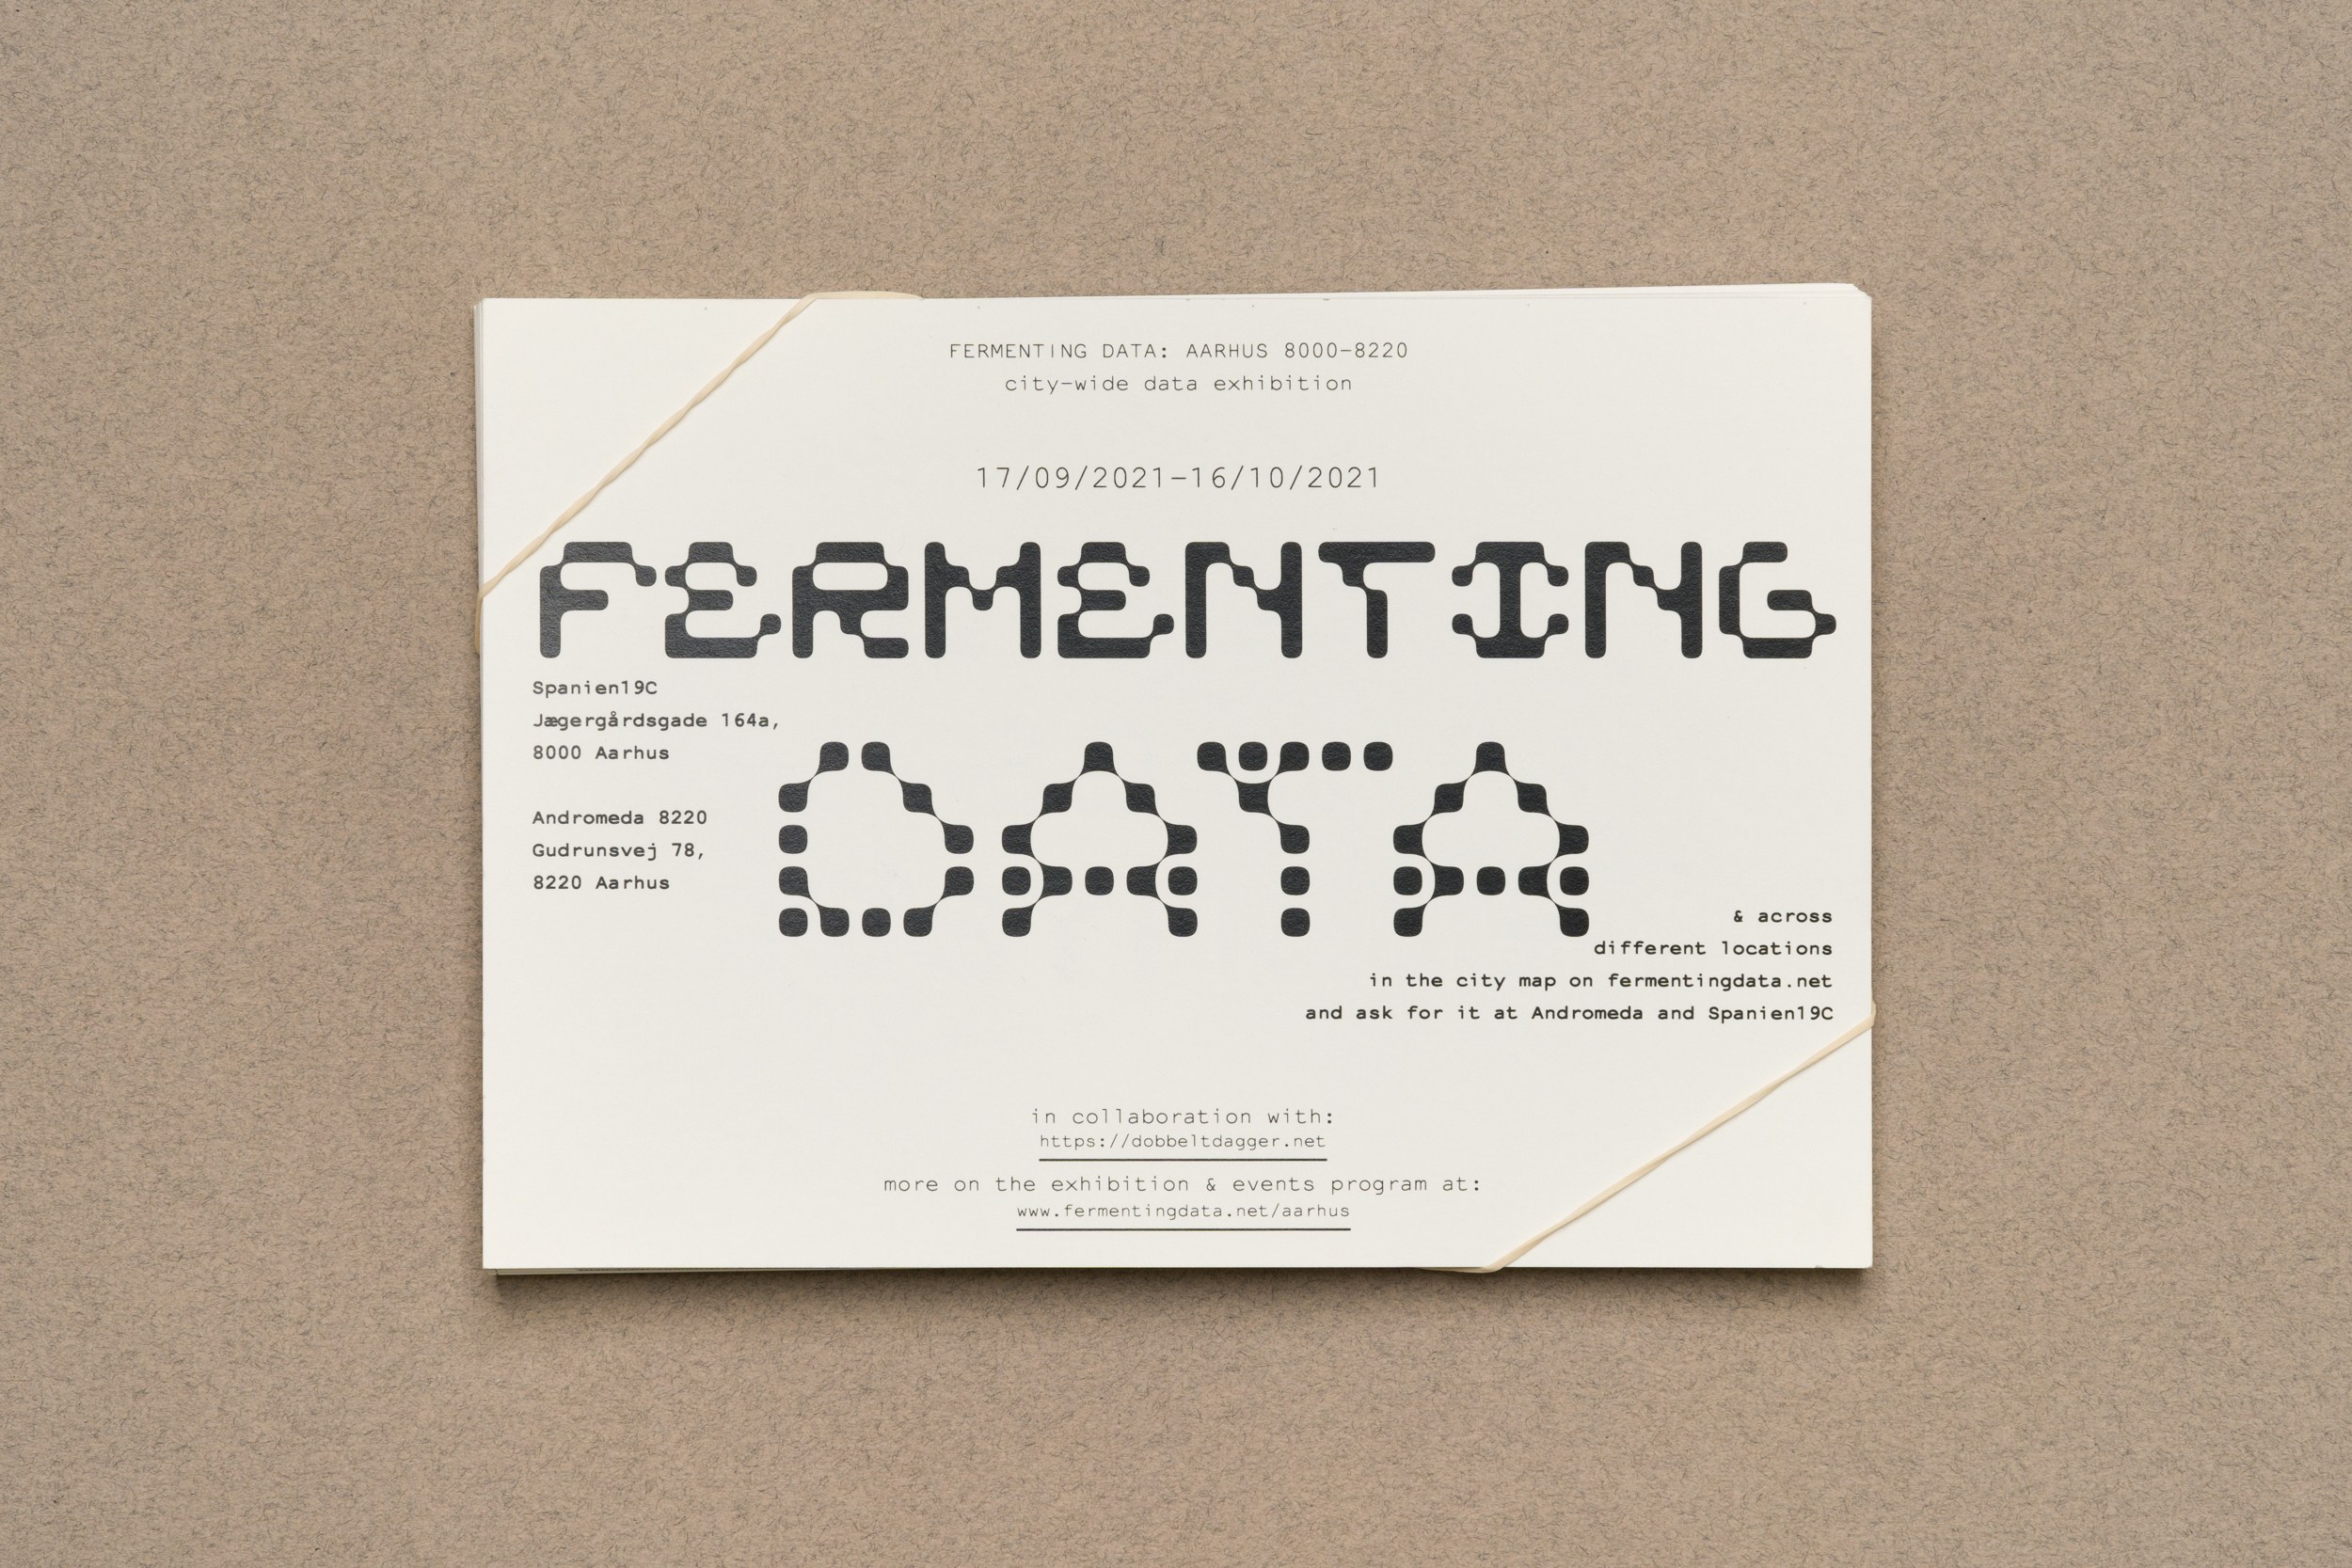 FERMENTING DATA: AARHUS 8000–8220
city–wide data exhibition
17/09/2021–16/10/2021
FERMENTING
Spanien19C
Jægergårdsgade 164a,
8000 Aarhus
DATA
Andromeda 8220
Gudrunsvej 78,
8220 Aarhus
& across
different locations
in the city map on fermentingdata.net
and ask for it at Andromeda and Spanien19C
in collaboration with:
https://dobbeltdagger.net
more on the exhibition & events program at:
www.fermentingdata.net/aarhus